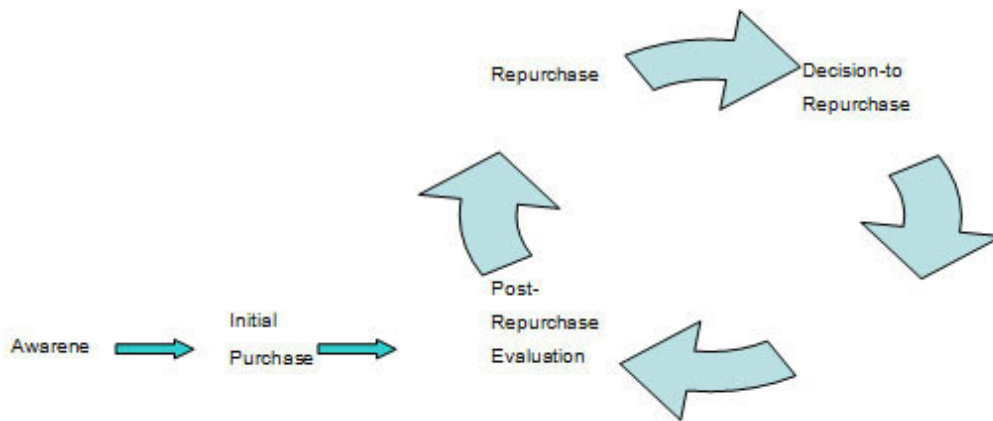 Repurchase
Decision-to
Repurchase
Post-
Repurchase
Evaluation
Initial
Purchase
Awarene